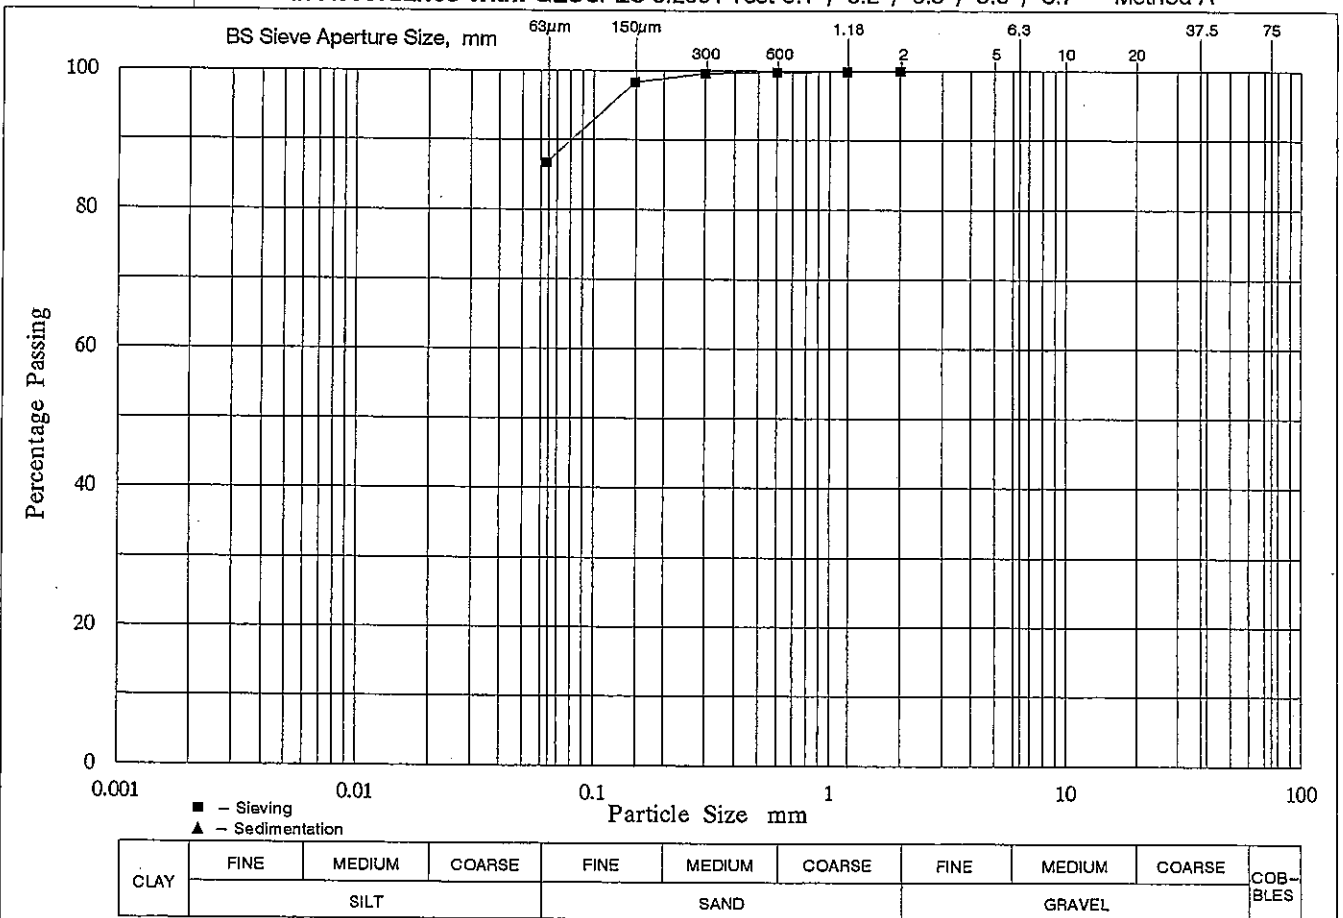 BS Sieve Aperture Size, mm
63μm 150μm 1.18 6.3 37.5 75
300 600 2 5 10 20
100
80
60
40
20
0
Percentage Passing
0.001 0.01 0.1 1 10 100
Particle Size mm
■ – Sieving
▲ – Sedimentation
CLAY FINE MEDIUM COARSE FINE MEDIUM COARSE FINE MEDIUM COARSE COB-
BLES
SILT SAND GRAVEL